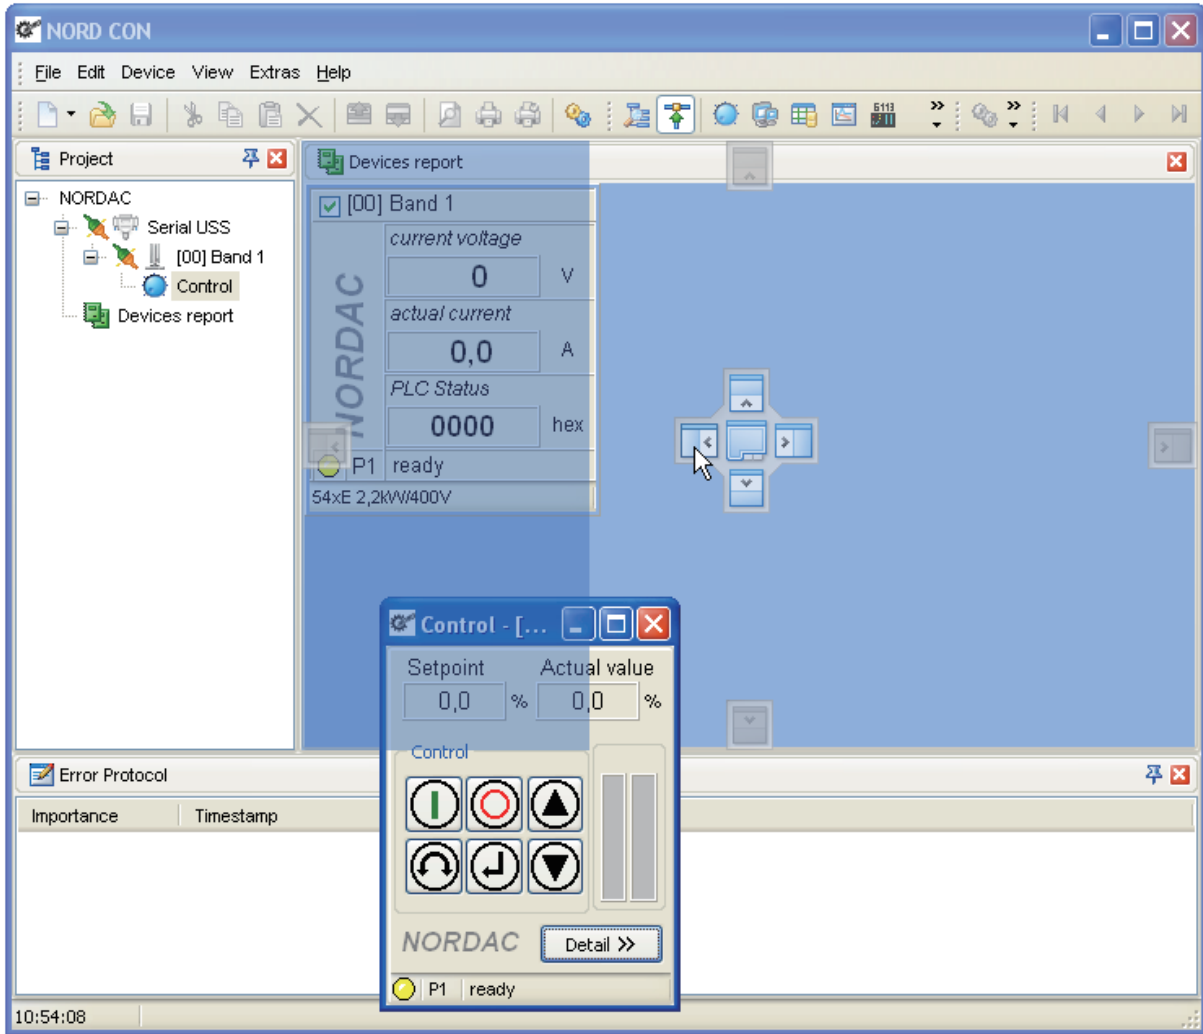 NORD CON
File Edit Device View Extras Help
Project
NORDAC
Serial USS
[00] Band 1
Control
Devices report
Devices report
[00] Band 1
NORDAC
current voltage
0 V
actual current
0,0 A
PLC Status
0000 hex
P1 ready
54xE 2,2kW/400V
Control - [...
Setpoint Actual value
0,0 % 0,0 %
Control
NORDAC Detail
P1 ready
Error Protocol
Importance Timestamp
10:54:08